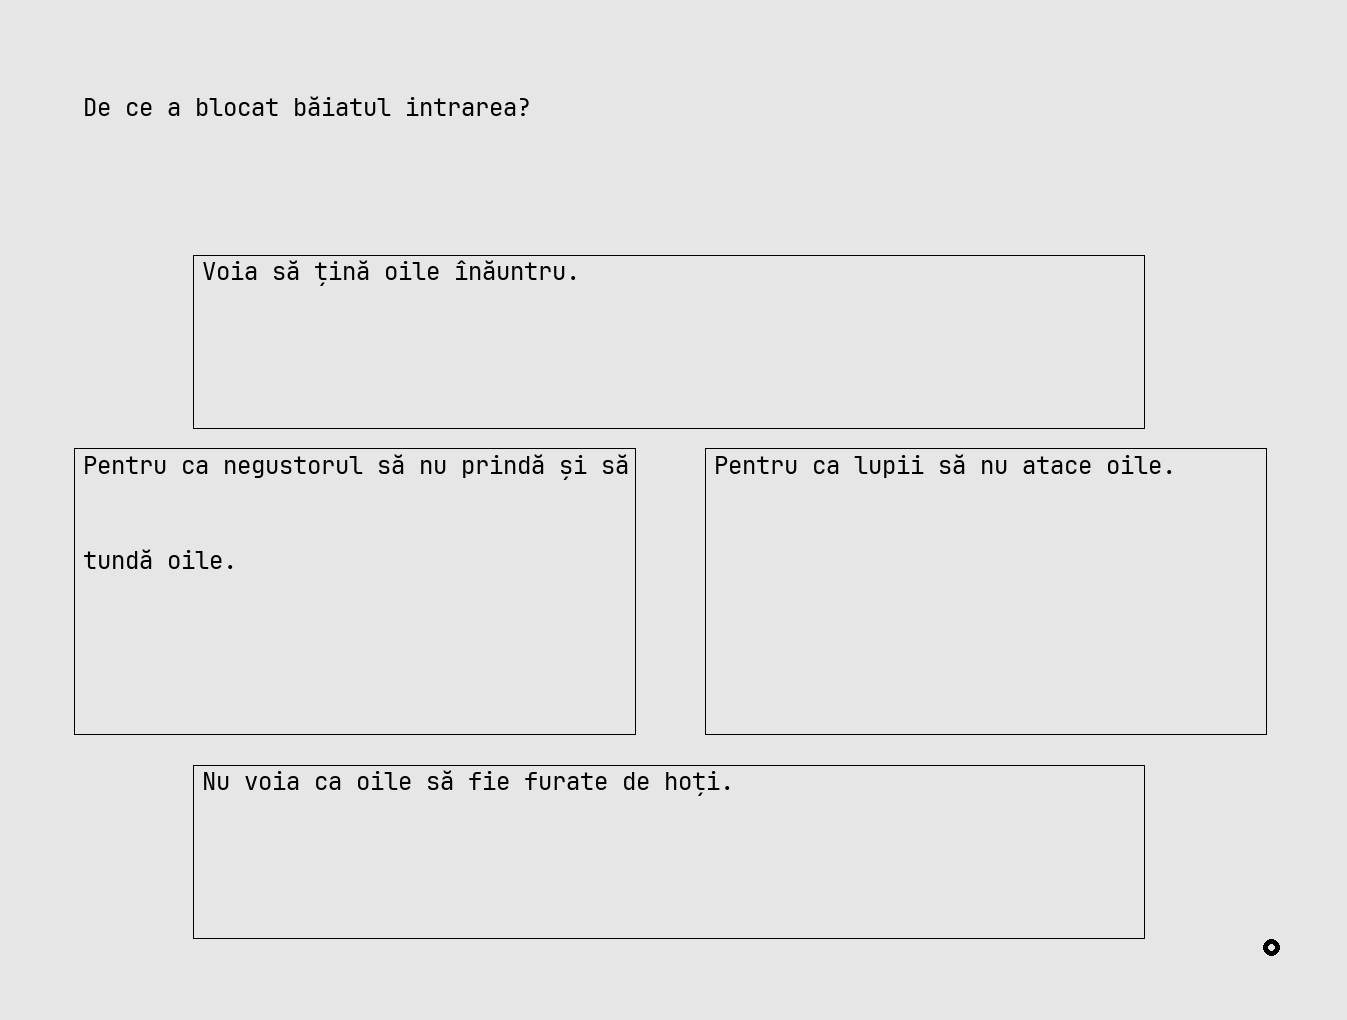 De ce a blocat băiatul intrarea?
Voia să țină oile înăuntru.
Pentru ca negustorul să nu prindă și să
tundă oile.
Pentru ca lupii să nu atace oile.
Nu voia ca oile să fie furate de hoți.